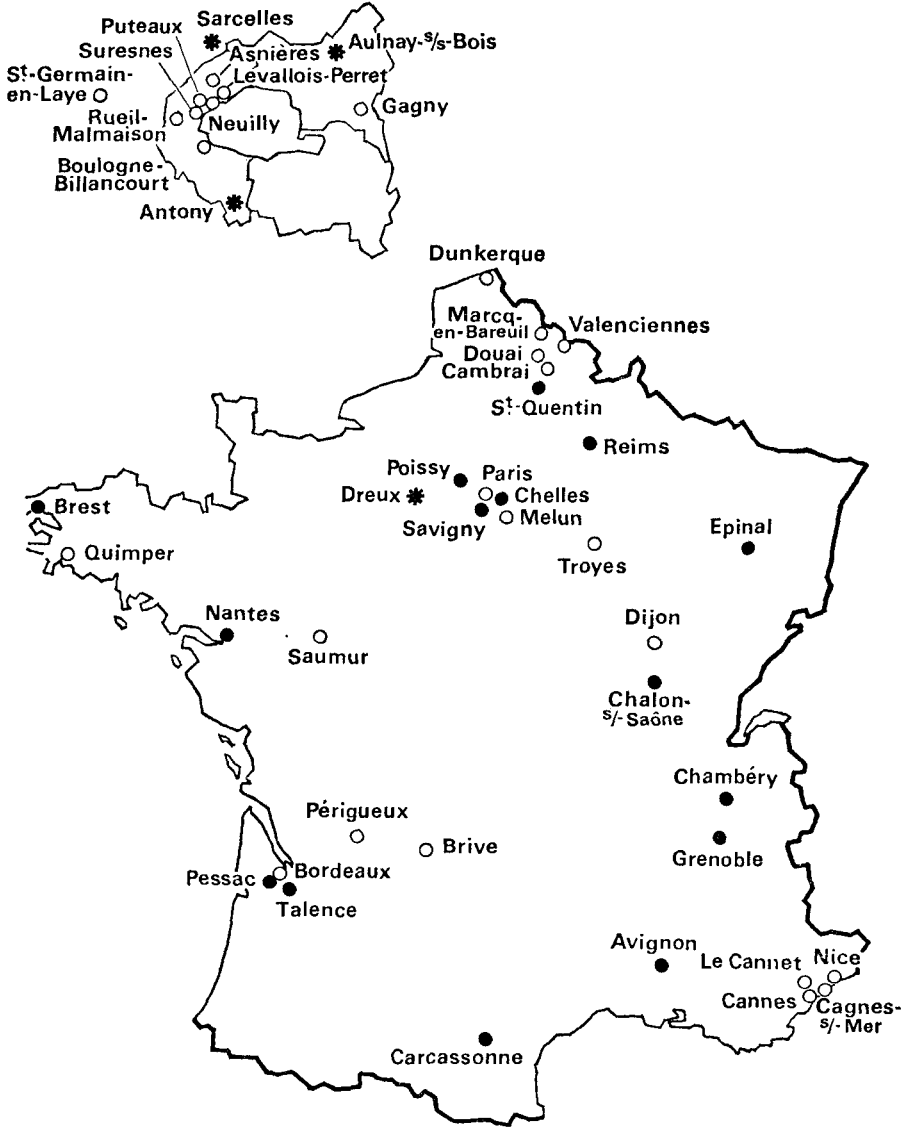 Sarcelles
Puteaux
Suresnes
Asnières
Aulnay-s/s-Bois
St-Germain-
en-Laye
Levallois-Perret
Gagny
Rueil-
Malmaison
Neuilly
Boulogne-
Billancourt
Antony
Dunkerque
Marcq-
en-Bareuil
Valenciennes
Douai
Cambrai
St-Quentin
Reims
Poissy
Paris
Dreux
Chelles
Savigny
Melun
Brest
Epinal
Quimper
Troyes
Nantes
Dijon
Saumur
Chalon-
s/-Saône
Chambéry
Périgueux
Brive
Grenoble
Bordeaux
Pessac
Talence
Avignon
Le Cannet
Nice
Cannes
Cagnes-
s/-Mer
Carcassonne